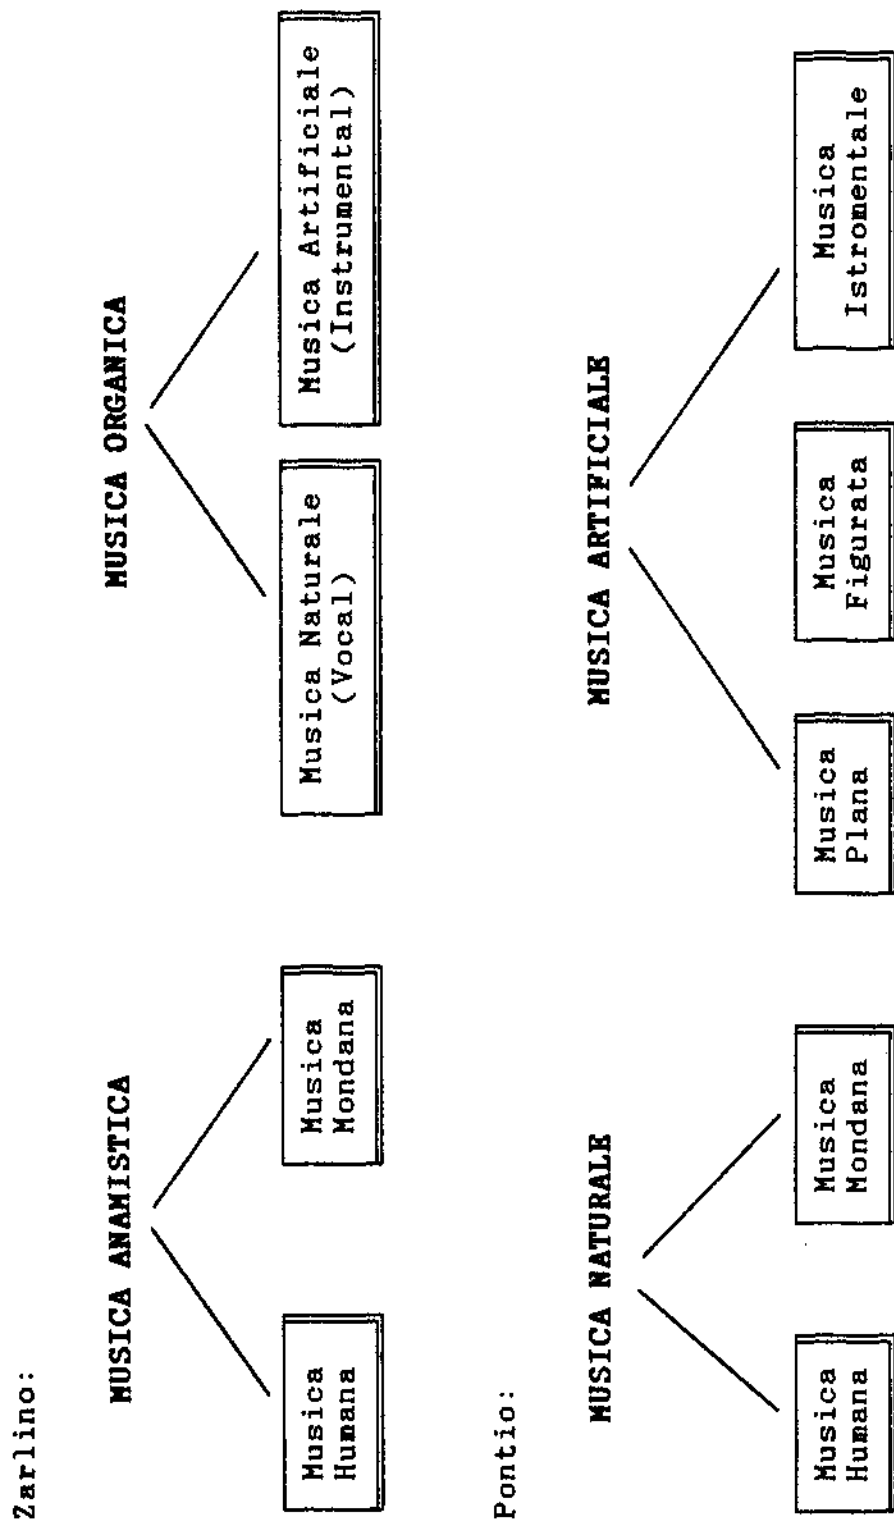 Zarlino:
MUSICA ANAMISTICA
MUSICA ORGANICA
Musica
Humana
Musica
Mondana
Musica Naturale
(Vocal)
Musica Artificiale
(Instrumental)
Pontio:
MUSICA NATURALE
MUSICA ARTIFICIALE
Musica
Humana
Musica
Mondana
Musica
Plana
Musica
Figurata
Musica
Istromentale